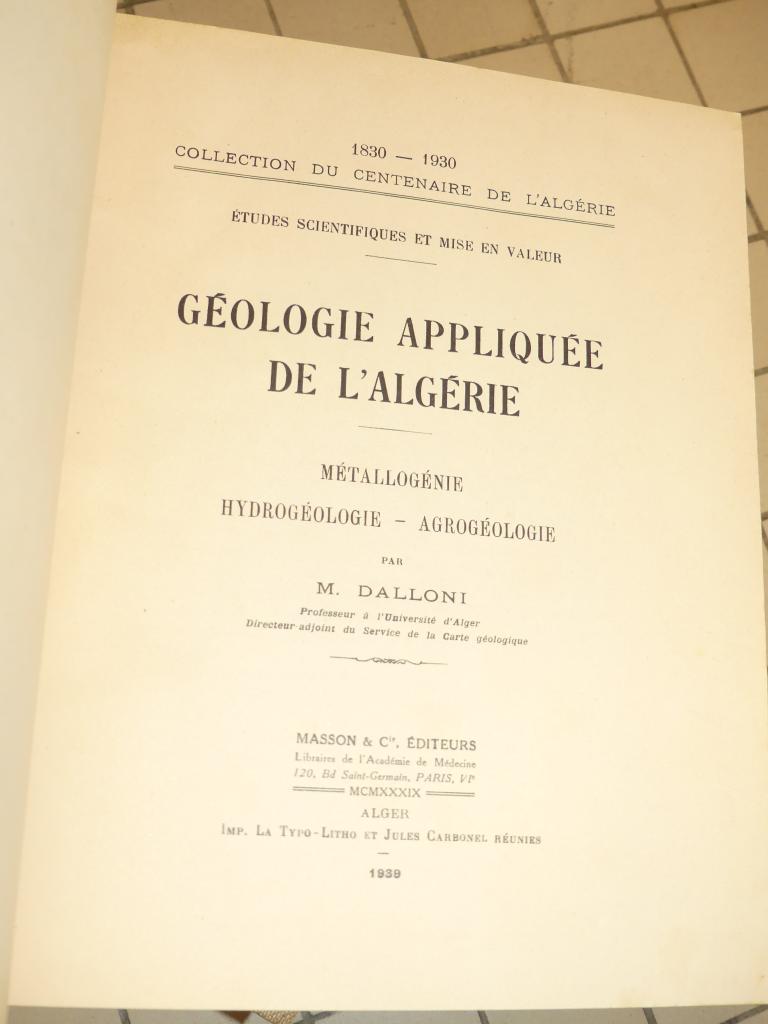 1830 — 1930
COLLECTION DU CENTENAIRE DE L'ALGÉRIE
ÉTUDES SCIENTIFIQUES ET MISE EN VALEUR
GÉOLOGIE APPLIQUÉE
DE L'ALGÉRIE
MÉTALLOGÉNIE
HYDROGÉOLOGIE – AGROGÉOLOGIE
PAR
M. DALLONI
Professeur à l'Université d'Alger
Directeur-adjoint du Service de la Carte géologique
MASSON & Cie, ÉDITEURS
Libraires de l'Académie de Médecine
120, Bd Saint-Germain, PARIS, VIe
MCMXXXIX
ALGER
IMP. LA TYPO-LITHO ET JULES CARBONEL RÉUNIES
1939